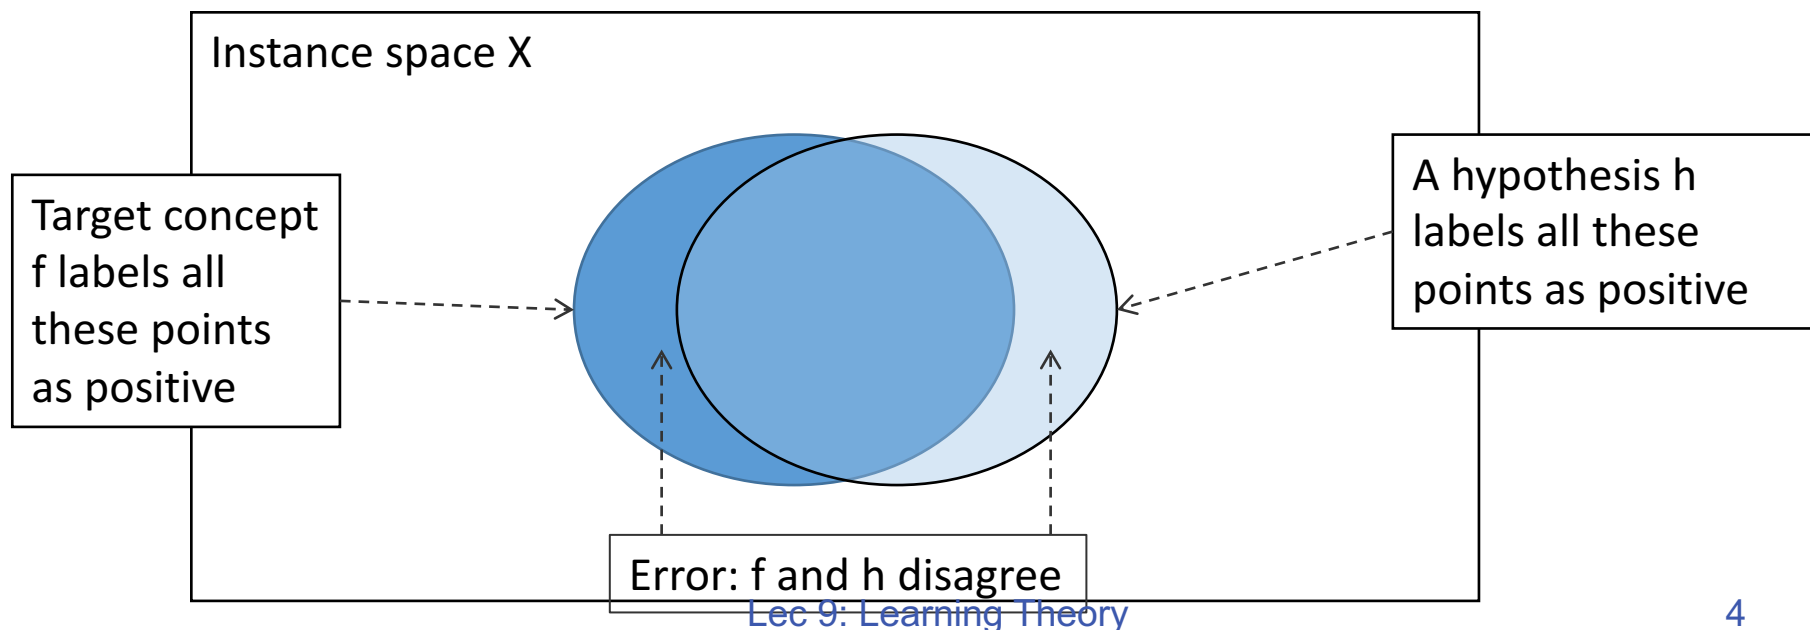 Instance space X
Target concept
f labels all
these points
as positive
A hypothesis h
labels all these
points as positive
Error: f and h disagree
Lec 9: Learning Theory
4